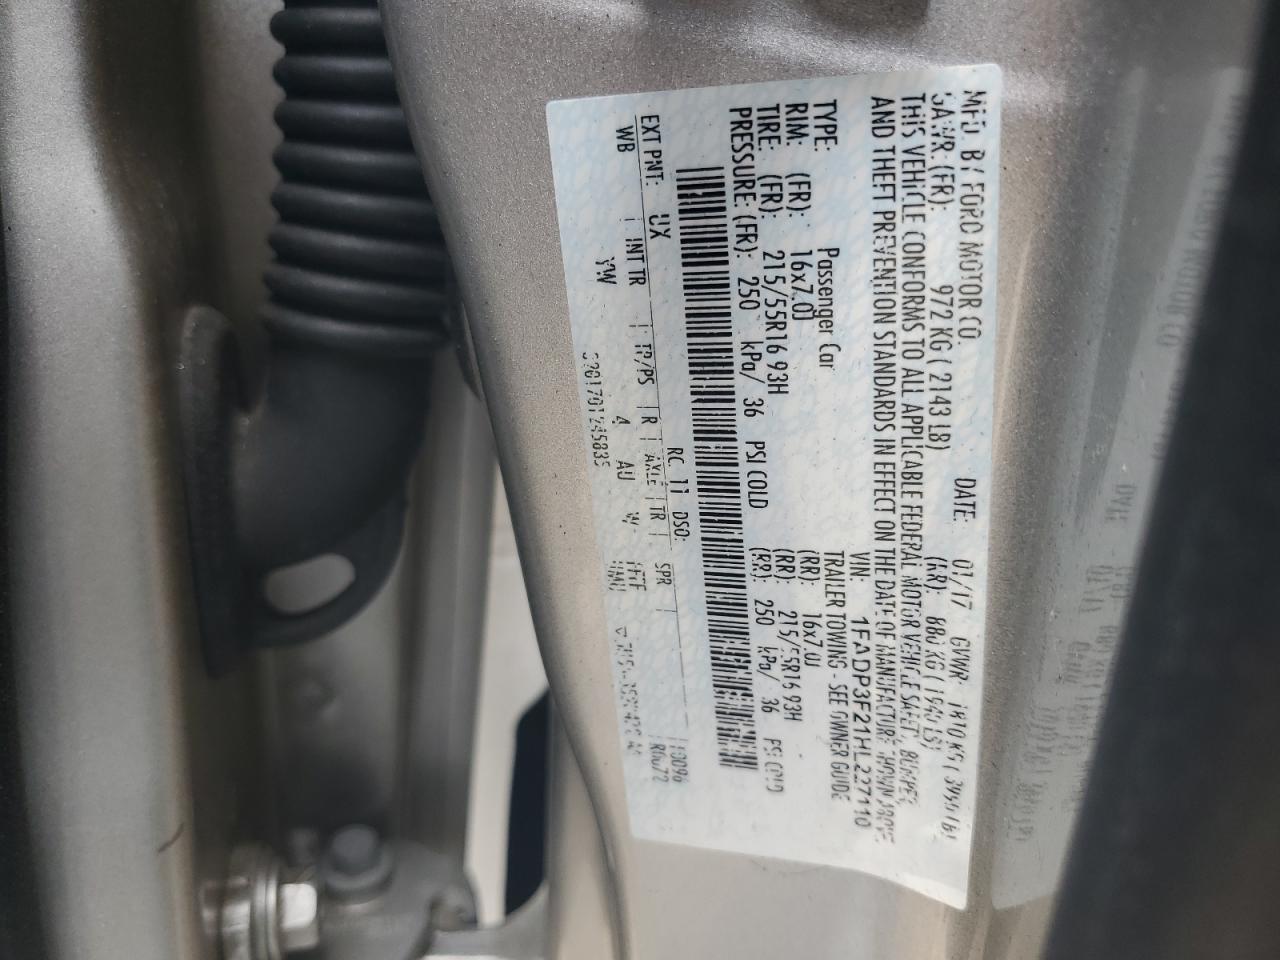 MFD. BY FORD MOTOR CO. DATE: 01/17 GVWR: 1810 KG
GAWR: (FR): 972 KG ( 2143 LB) (RR): 880 KG ( 1940 LB)
THIS VEHICLE CONFORMS TO ALL APPLICABLE FEDERAL MOTOR VEHICLE SAFETY, BUMPER,
AND THEFT PREVENTION STANDARDS IN EFFECT ON THE DATE OF MANUFACTURE SHOWN ABOVE.
VIN: 1FADP3F21HL227110
TYPE: Passenger Car TRAILER TOWING - SEE OWNER GUIDE
RIM: (FR): 16x7.0J (RR): 16x7.0J
TIRE: (FR): 215/55R16 93H (RR): 215/55R16 93H
PRESSURE: (FR): 250 kPa/ 36 PSI COLD (RR): 250 kPa/ 36 PSI COLD
RC: 11 DSO:
EXT PNT: UX
WB | INT TR | TP/PS | R | AXLE | TR | SPR
YW 4 AU W